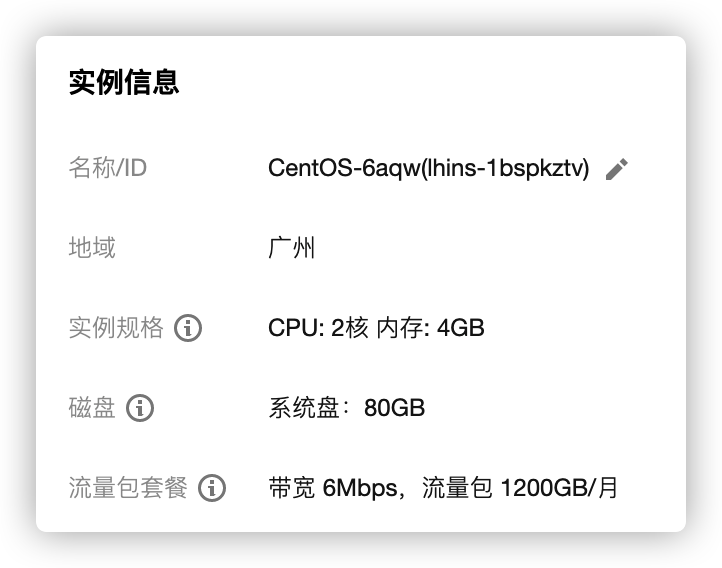 实例信息
名称/ID CentOS-6aqw(lhins-1bspkztv)
地域 广州
实例规格 CPU: 2核 内存: 4GB
磁盘 系统盘：80GB
流量包套餐 带宽 6Mbps，流量包 1200GB/月